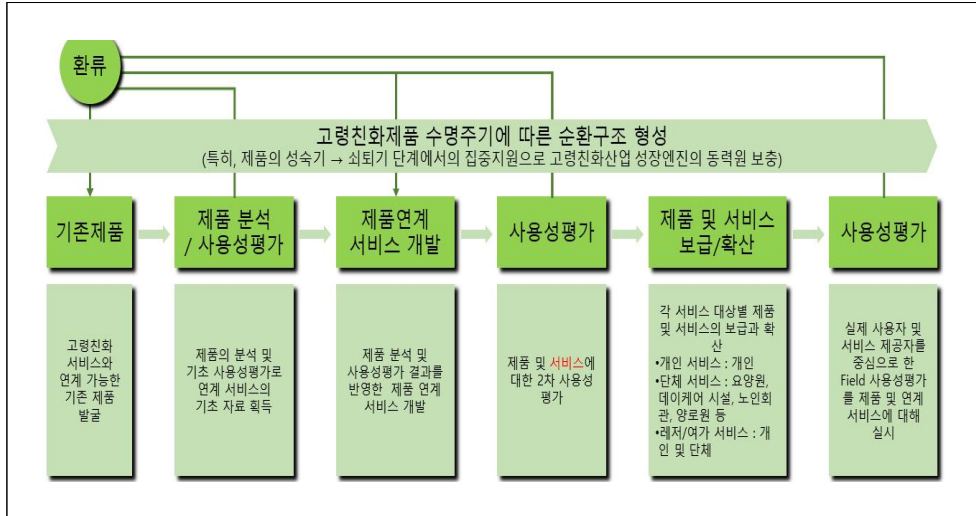 환류
고령친화제품 수명주기에 따른 순환구조 형성
(특히, 제품의 성숙기 → 쇠퇴기 단계에서의 집중지원으로 고령친화산업 성장엔진의 동력원 보충)
기존제품
제품 분석
/ 사용성평가
제품연계
서비스 개발
사용성평가
제품 및 서비스
보급/확산
사용성평가
고령친화
서비스와
연계 가능한
기존 제품
발굴
제품의 분석 및
기초 사용성평가로
연계 서비스의
기초 자료 획득
제품 분석 및
사용성평가 결과를
반영한 제품 연계
서비스 개발
제품 및 서비스에
대한 2차 사용성
평가
각 서비스 대상별 제품
및 서비스의 보급과 확
산
•개인 서비스 : 개인
•단체 서비스 : 요양원,
데이케어 시설, 노인회
관, 양로원 등
•레저/여가 서비스 : 개
인 및 단체
실제 사용자 및
서비스 제공자를
중심으로 한
Field 사용성평가
를 제품 및 연계
서비스에 대해
실시